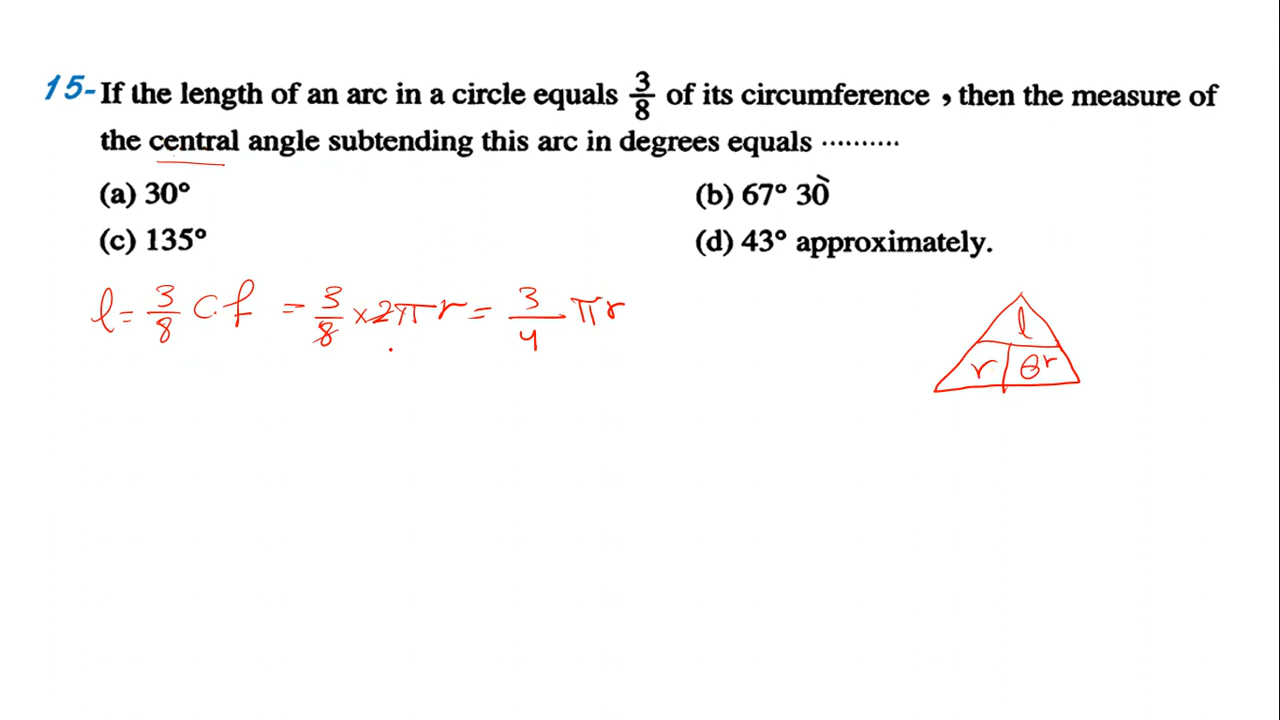 15- If the length of an arc in a circle equals 3/8 of its circumference , then the measure of
the central angle subtending this arc in degrees equals ··········
(a) 30°
(b) 67° 30̀
(c) 135°
(d) 43° approximately.
l = 3/8 C.f = 3/8 × 2πr = 3/4 πr
l
r θʳ